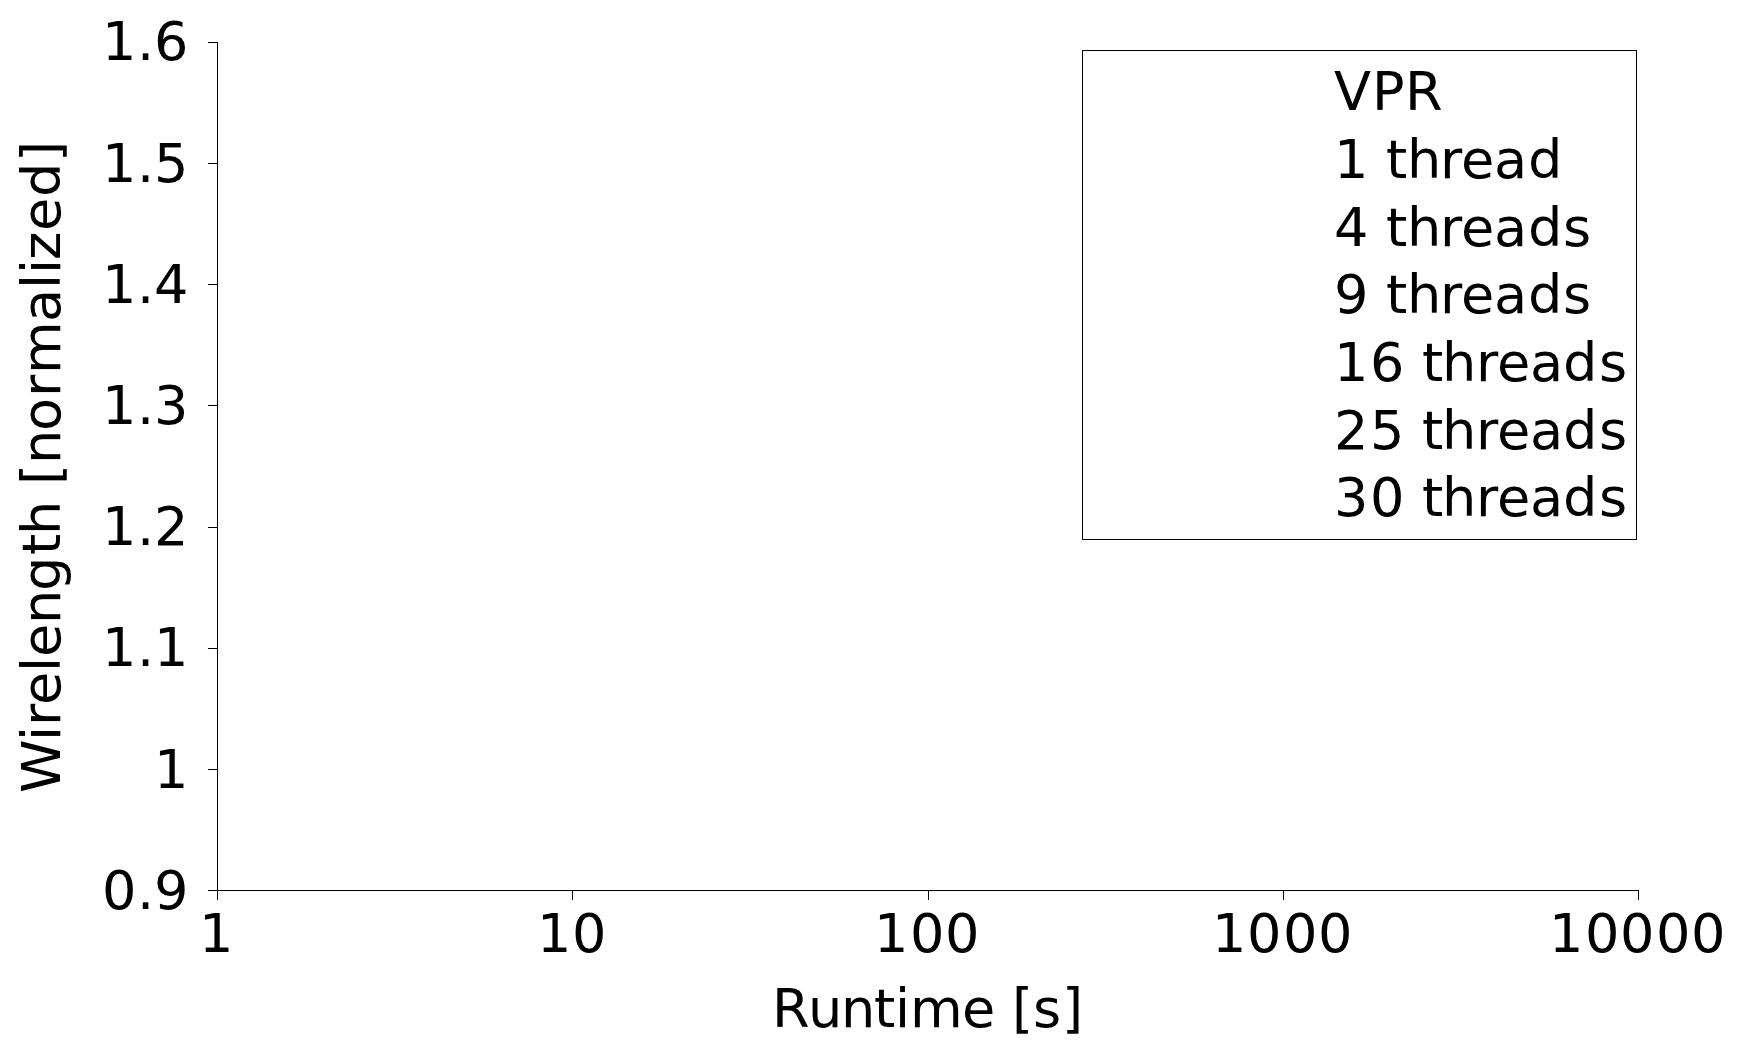 Wirelength [normalized]
1.6
1.5
1.4
1.3
1.2
1.1
1
0.9
VPR
1 thread
4 threads
9 threads
16 threads
25 threads
30 threads
1 10 100 1000 10000
Runtime [s]